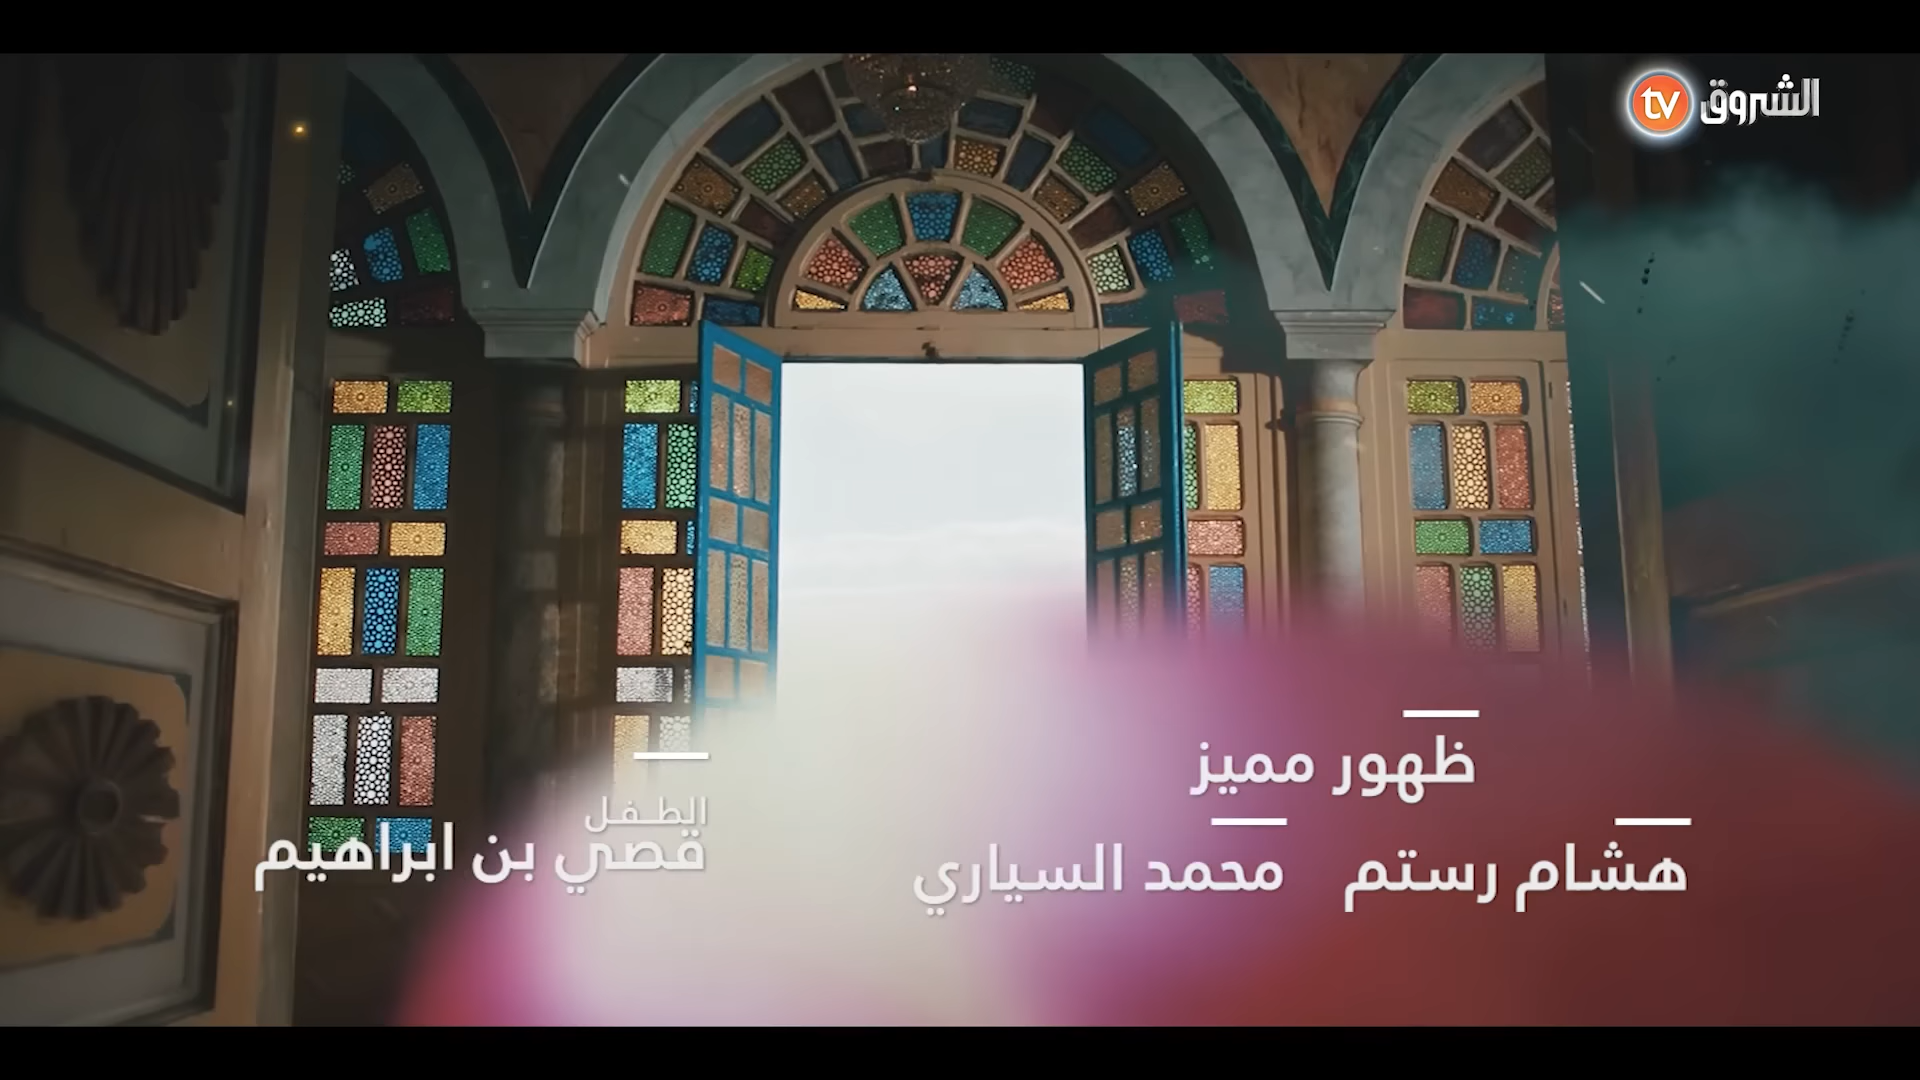 الشروق tv
ظهور مميز
هشام رستم محمد السياري
الطفل
قصي بن ابراهيم